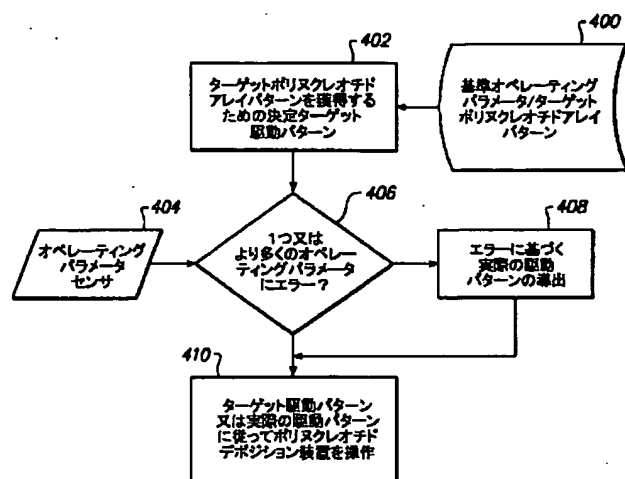 402
ターゲットポリヌクレオチド
アレイパターンを獲得する
ための決定ターゲット
駆動パターン
400
基準オペレーティング
パラメータ/ターゲット
ポリヌクレオチドアレイ
パターン
404
オペレーティング
パラメータ
センサ
406
1つ又は
より多くのオペレー
ティングパラメータ
にエラー?
408
エラーに基づく
実際の駆動
パターンの導出
410
ターゲット駆動パターン
又は実際の駆動パターン
に従ってポリヌクレオチド
デポジション装置を操作